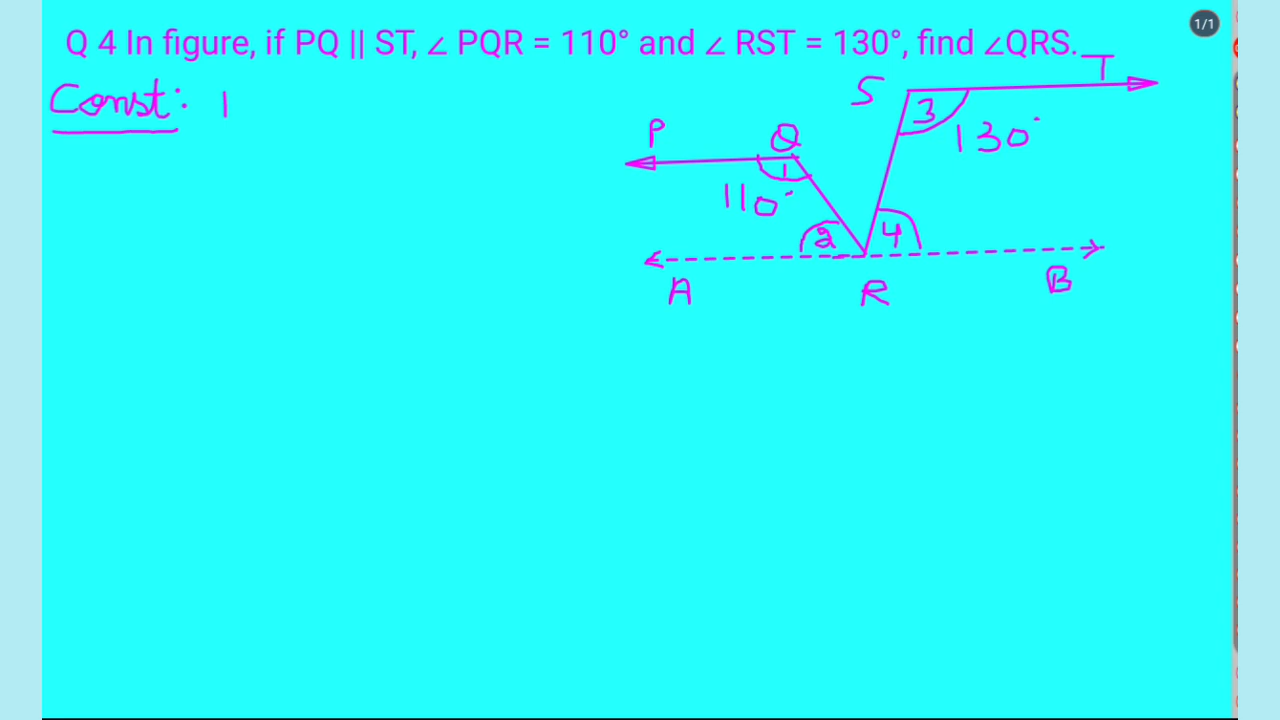 1/1
Q 4 In figure, if PQ || ST, ∠ PQR = 110° and ∠ RST = 130°, find ∠QRS.
Const:
S T
3
130°
P Q
1
110°
2 4
A R B